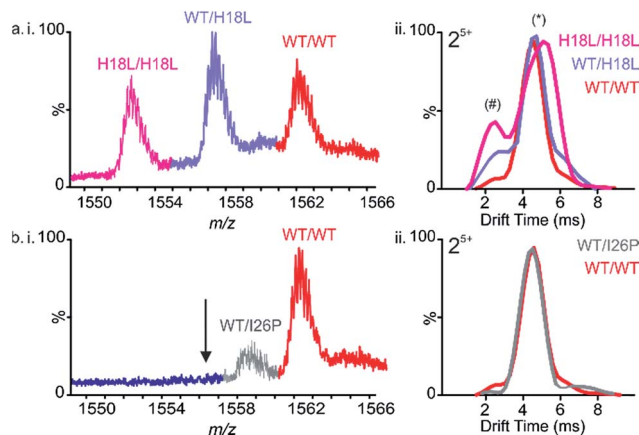 a. i. 100
H18L/H18L
WT/H18L
WT/WT
%
0
1550 1554 1558 1562 1566
m/z
ii. 100
2⁵⁺
(*)
H18L/H18L
WT/H18L
WT/WT
(#)
%
0
2 4 6 8
Drift Time (ms)
b. i. 100
WT/WT
WT/I26P
%
0
1550 1554 1558 1562 1566
m/z
ii. 100
2⁵⁺
WT/I26P
WT/WT
%
0
2 4 6 8
Drift Time (ms)